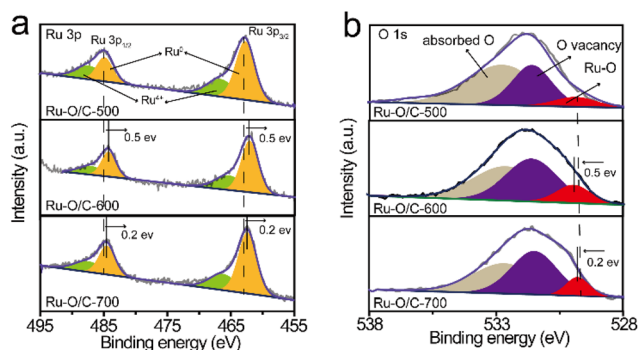 a
Ru 3p
Ru 3p1/2
Ru 3p3/2
Ru0
Ru4+
Ru-O/C-500
0.5 ev
0.5 ev
Ru-O/C-600
0.2 ev
0.2 ev
Ru-O/C-700
Intensity (a.u.)
495 485 475 465 455
Binding energy (eV)
b
O 1s
absorbed O
O vacancy
Ru-O
Ru-O/C-500
0.5 ev
Ru-O/C-600
0.2 ev
Ru-O/C-700
Intensity (a.u.)
538 533 528
Binding energy (eV)